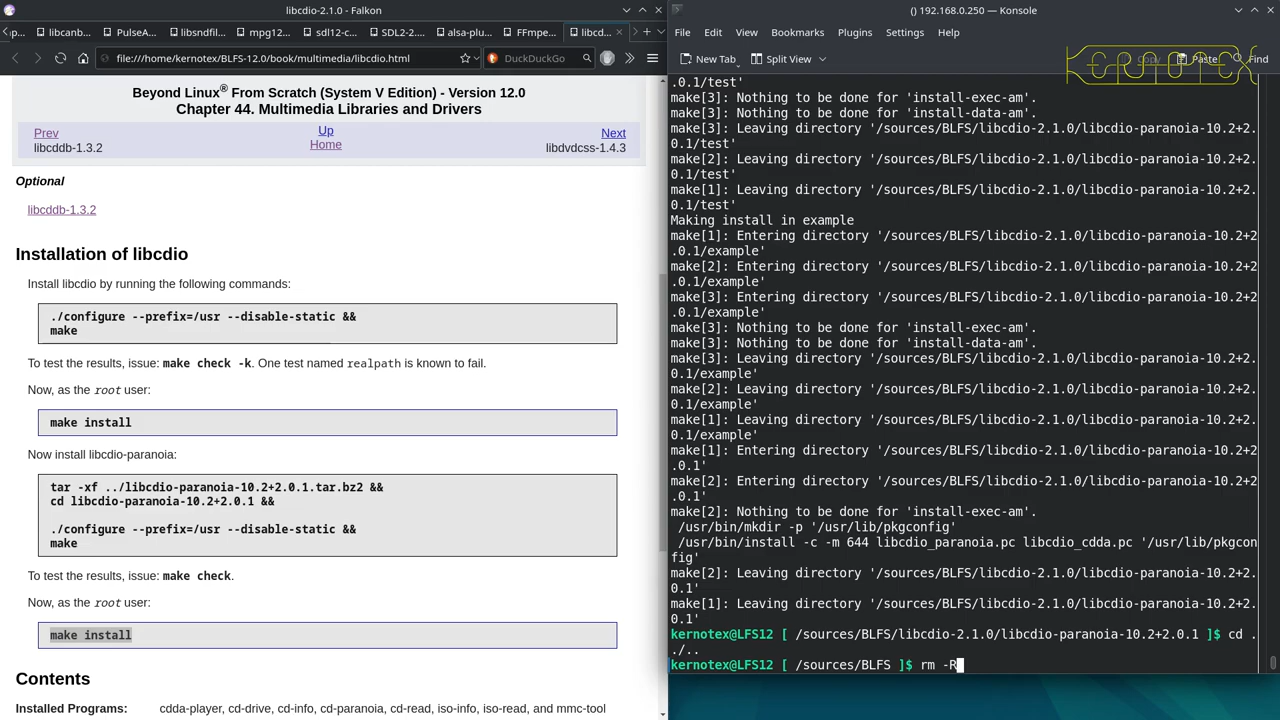 libcdio-2.1.0 - Falkon
() 192.168.0.250 — Konsole
p...
libcanb...
PulseA...
libsndfil...
mpg12...
sdl12-c...
SDL2-2....
alsa-plu...
FFmpe...
libcd...
File Edit View Bookmarks Plugins Settings Help
file:///home/kernotex/BLFS-12.0/book/multimedia/libcdio.html
DuckDuckGo
New Tab
Split View
Copy
Paste
Find
KERNOTEX
Beyond Linux® From Scratch (System V Edition) - Version 12.0
Chapter 44. Multimedia Libraries and Drivers
Prev
Up
Next
libcddb-1.3.2
Home
libdvdcss-1.4.3
Optional
libcddb-1.3.2
Installation of libcdio
Install libcdio by running the following commands:
./configure --prefix=/usr --disable-static &&
make
To test the results, issue: make check -k. One test named realpath is known to fail.
Now, as the root user:
make install
Now install libcdio-paranoia:
tar -xf ../libcdio-paranoia-10.2+2.0.1.tar.bz2 &&
cd libcdio-paranoia-10.2+2.0.1 &&
./configure --prefix=/usr --disable-static &&
make
To test the results, issue: make check.
Now, as the root user:
make install
Contents
Installed Programs: cdda-player, cd-drive, cd-info, cd-paranoia, cd-read, iso-info, iso-read, and mmc-tool
.0.1/test'
make[3]: Nothing to be done for 'install-exec-am'.
make[3]: Nothing to be done for 'install-data-am'.
make[3]: Leaving directory '/sources/BLFS/libcdio-2.1.0/libcdio-paranoia-10.2+2.
0.1/test'
make[2]: Leaving directory '/sources/BLFS/libcdio-2.1.0/libcdio-paranoia-10.2+2.
0.1/test'
make[1]: Leaving directory '/sources/BLFS/libcdio-2.1.0/libcdio-paranoia-10.2+2.
0.1/test'
Making install in example
make[1]: Entering directory '/sources/BLFS/libcdio-2.1.0/libcdio-paranoia-10.2+2
.0.1/example'
make[2]: Entering directory '/sources/BLFS/libcdio-2.1.0/libcdio-paranoia-10.2+2
.0.1/example'
make[3]: Entering directory '/sources/BLFS/libcdio-2.1.0/libcdio-paranoia-10.2+2
.0.1/example'
make[3]: Nothing to be done for 'install-exec-am'.
make[3]: Nothing to be done for 'install-data-am'.
make[3]: Leaving directory '/sources/BLFS/libcdio-2.1.0/libcdio-paranoia-10.2+2.
0.1/example'
make[2]: Leaving directory '/sources/BLFS/libcdio-2.1.0/libcdio-paranoia-10.2+2.
0.1/example'
make[1]: Leaving directory '/sources/BLFS/libcdio-2.1.0/libcdio-paranoia-10.2+2.
0.1/example'
make[1]: Entering directory '/sources/BLFS/libcdio-2.1.0/libcdio-paranoia-10.2+2
.0.1'
make[2]: Entering directory '/sources/BLFS/libcdio-2.1.0/libcdio-paranoia-10.2+2
.0.1'
make[2]: Nothing to be done for 'install-exec-am'.
/usr/bin/mkdir -p '/usr/lib/pkgconfig'
/usr/bin/install -c -m 644 libcdio_paranoia.pc libcdio_cdda.pc '/usr/lib/pkgcon
fig'
make[2]: Leaving directory '/sources/BLFS/libcdio-2.1.0/libcdio-paranoia-10.2+2.
0.1'
make[1]: Leaving directory '/sources/BLFS/libcdio-2.1.0/libcdio-paranoia-10.2+2.
0.1'
kernotex@LFS12 [ /sources/BLFS/libcdio-2.1.0/libcdio-paranoia-10.2+2.0.1 ]$ cd .
./..
kernotex@LFS12 [ /sources/BLFS ]$ rm -R